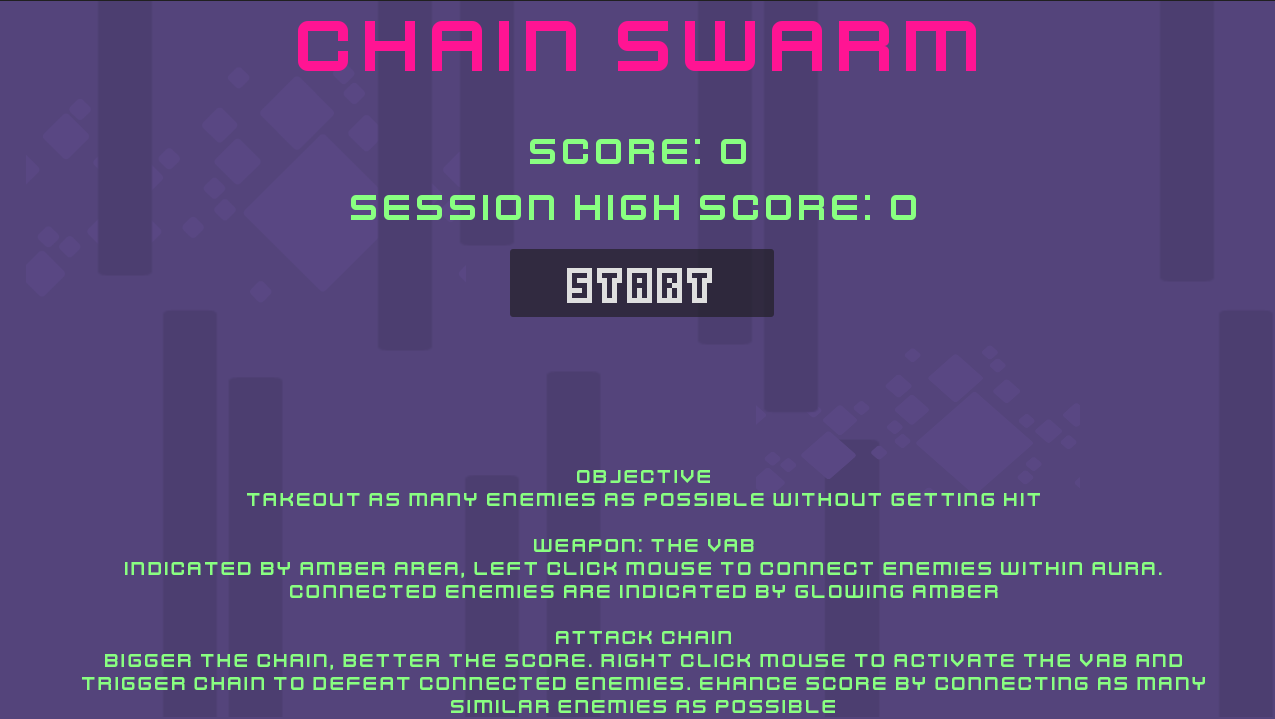 CHAIN SWARM
SCORE: 0
SESSION HIGH SCORE: 0
START
OBJECTIVE
TAKEOUT AS MANY ENEMIES AS POSSIBLE WITHOUT GETTING HIT
WEAPON: THE VAB
INDICATED BY AMBER AREA, LEFT CLICK MOUSE TO CONNECT ENEMIES WITHIN AURA.
CONNECTED ENEMIES ARE INDICATED BY GLOWING AMBER
ATTACK CHAIN
BIGGER THE CHAIN, BETTER THE SCORE. RIGHT CLICK MOUSE TO ACTIVATE THE VAB AND
TRIGGER CHAIN TO DEFEAT CONNECTED ENEMIES. EHANCE SCORE BY CONNECTING AS MANY
SIMILAR ENEMIES AS POSSIBLE